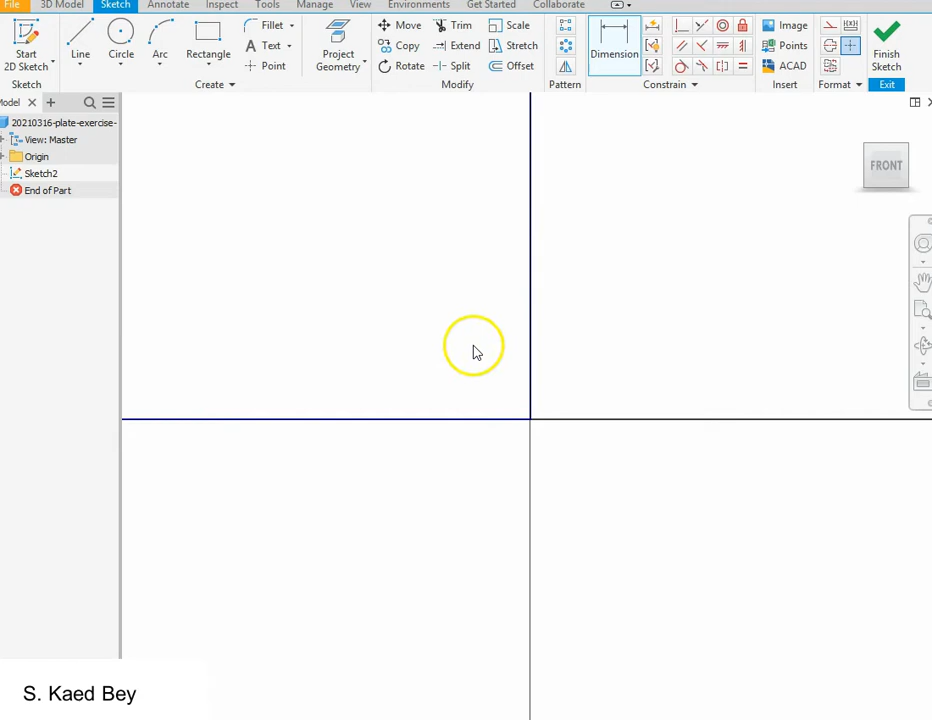 File 3D Model Sketch Annotate Inspect Tools Manage View Environments Get Started Collaborate
Start
2D Sketch
Line
Circle
Arc
Rectangle
Fillet
Text
Point
Project
Geometry
Move
Copy
Rotate
Trim
Extend
Split
Scale
Stretch
Offset
Dimension
Image
Points
ACAD
Finish
Sketch
Sketch
Create
Modify
Pattern
Constrain
Insert
Format
Exit
Model
20210316-plate-exercise-
View: Master
Origin
Sketch2
End of Part
FRONT
S. Kaed Bey